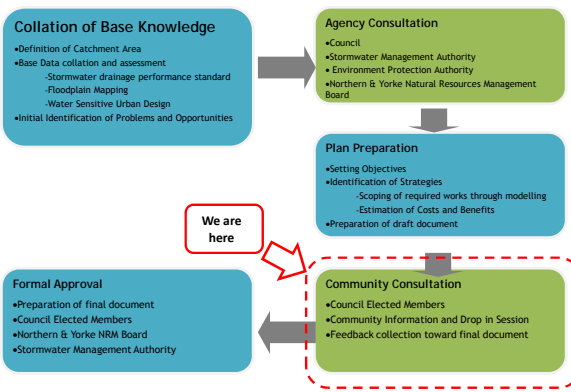 Collation of Base Knowledge
•Definition of Catchment Area
•Base Data collation and assessment
-Stormwater drainage performance standard
-Floodplain Mapping
-Water Sensitive Urban Design
•Initial Identification of Problems and Opportunities
Agency Consultation
•Council
•Stormwater Management Authority
• Environment Protection Authority
•Northern & Yorke Natural Resources Management
Board
Plan Preparation
•Setting Objectives
•Identification of Strategies
-Scoping of required works through modelling
-Estimation of Costs and Benefits
•Preparation of draft document
We are
here
Community Consultation
•Council Elected Members
•Community Information and Drop in Session
•Feedback collection toward final document
Formal Approval
•Preparation of final document
•Council Elected Members
•Northern & Yorke NRM Board
•Stormwater Management Authority